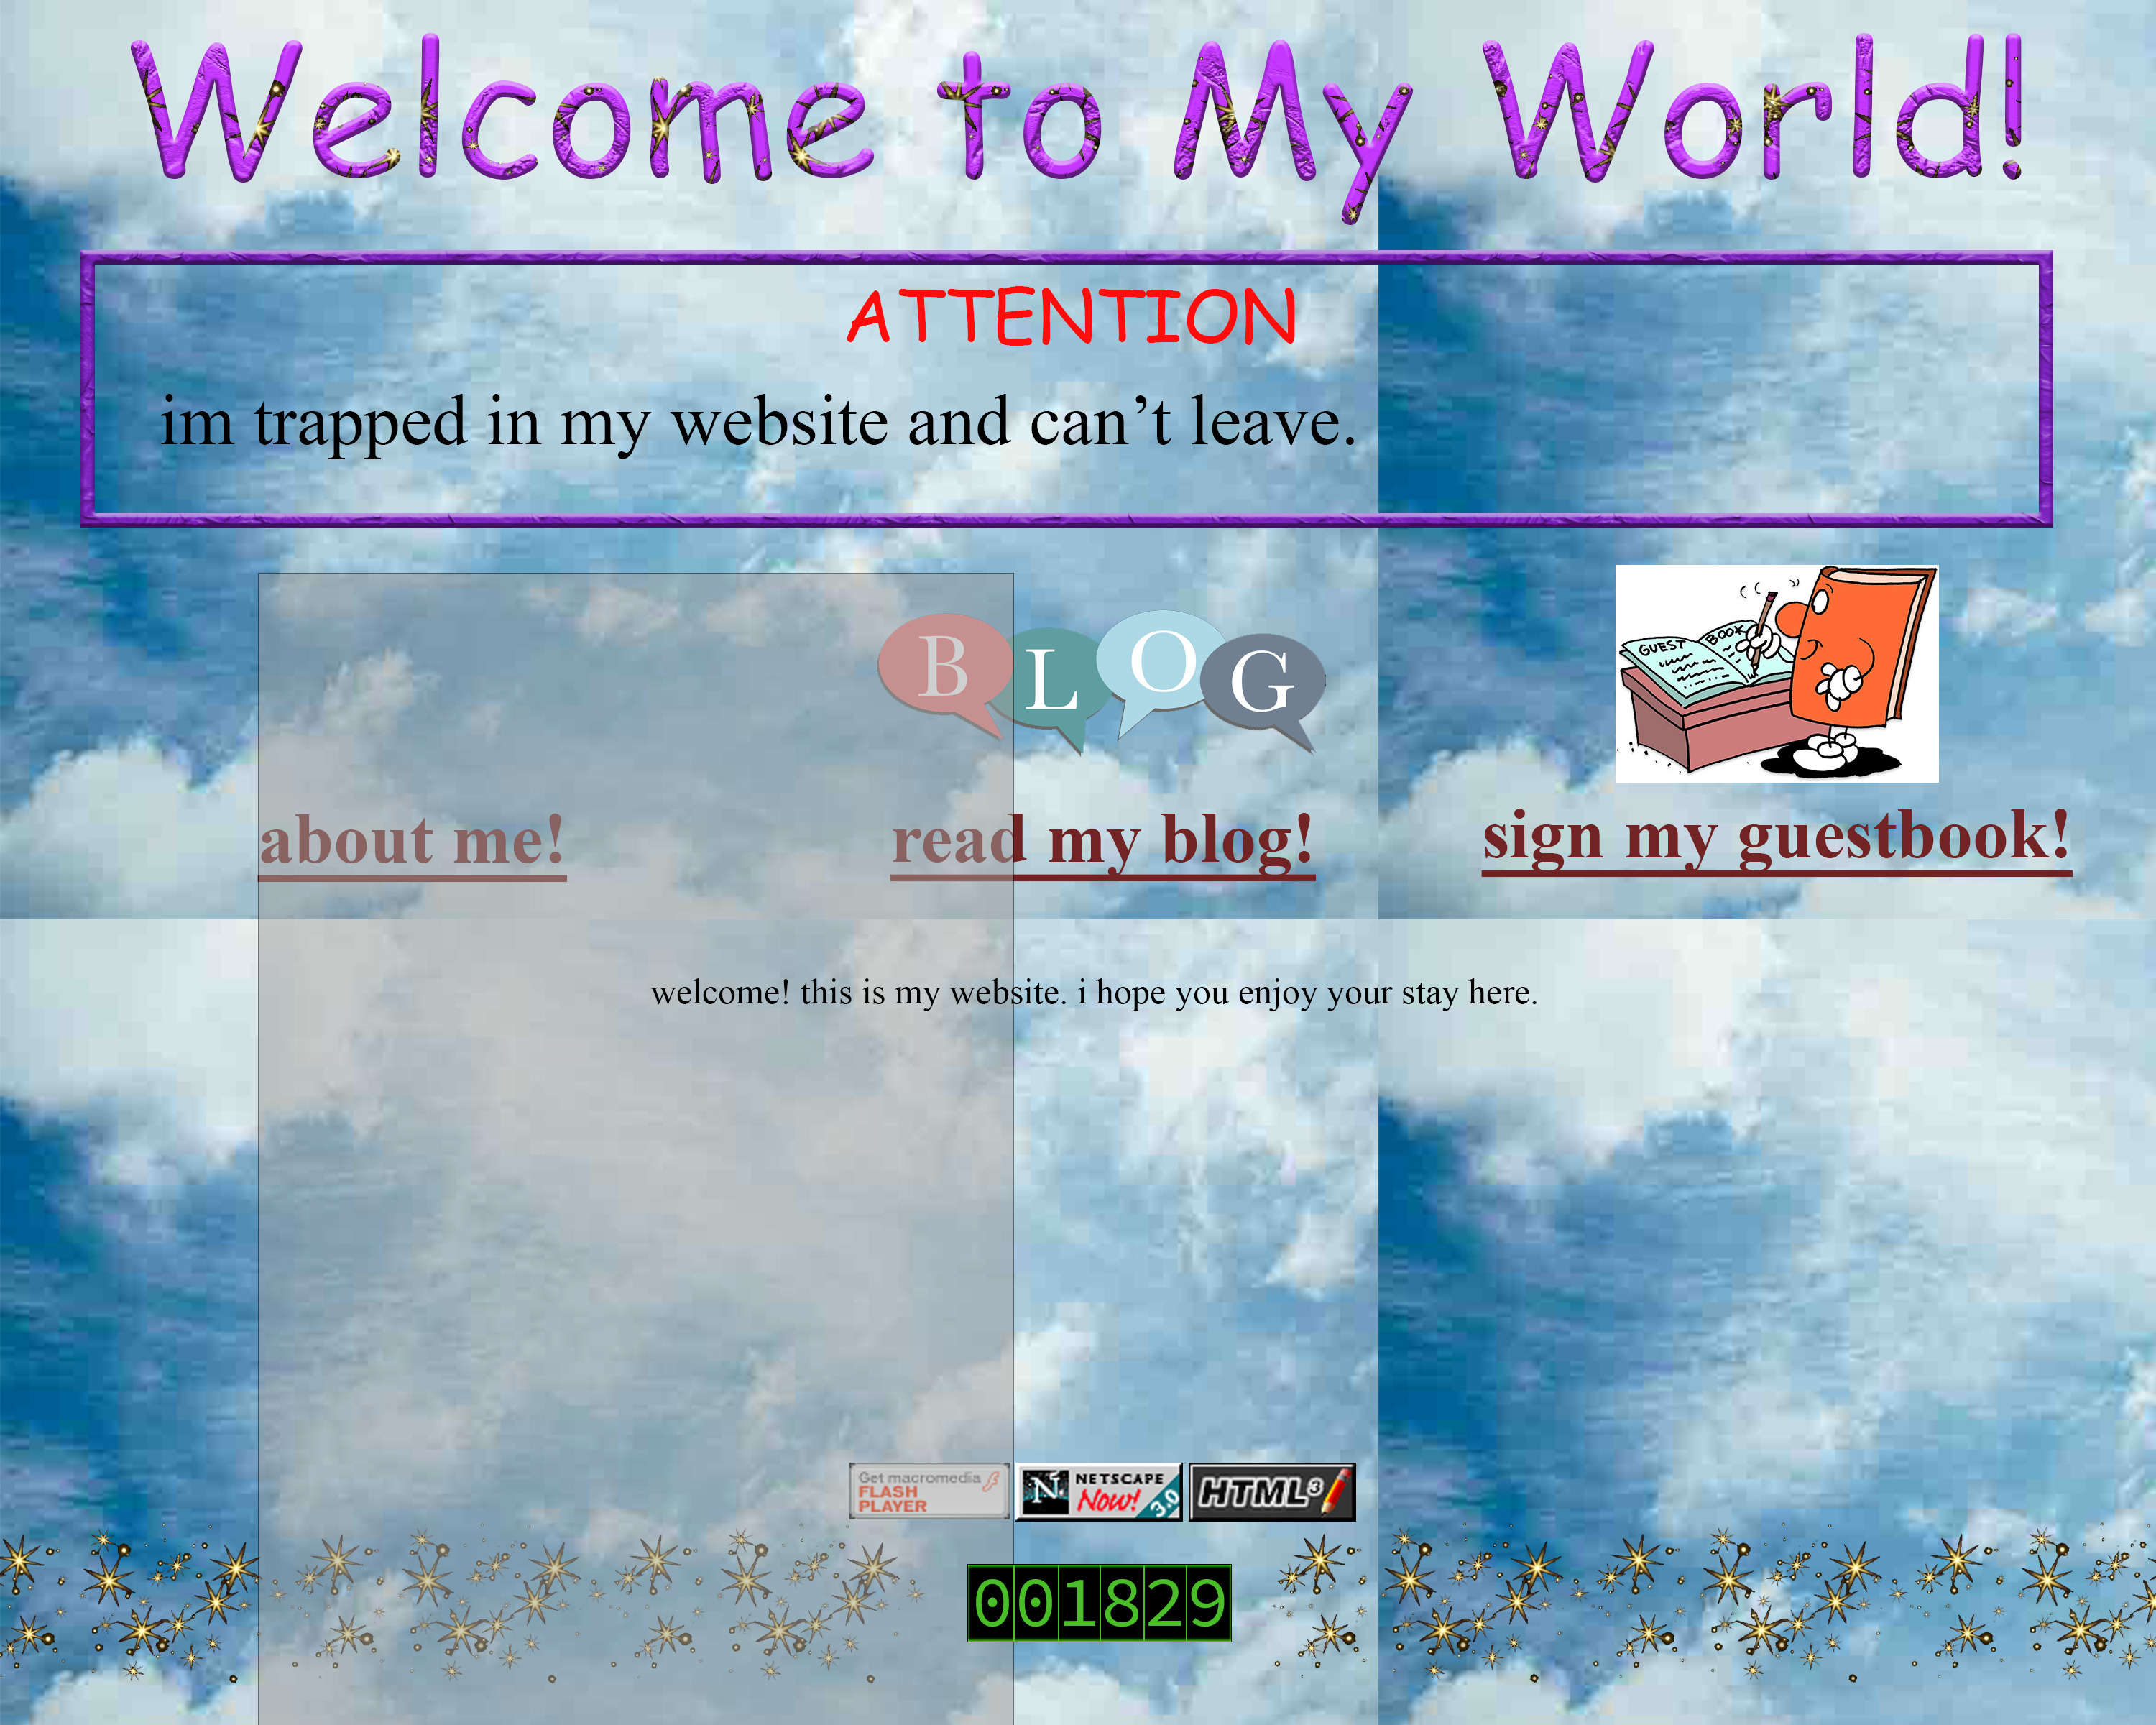 Welcome to My World!
ATTENTION
im trapped in my website and can’t leave.
BLOG
GUEST BOOK
about me!
read my blog!
sign my guestbook!
welcome! this is my website. i hope you enjoy your stay here.
Get macromedia
FLASH
PLAYER
N NETSCAPE
Now! 3.0
HTML3
001829